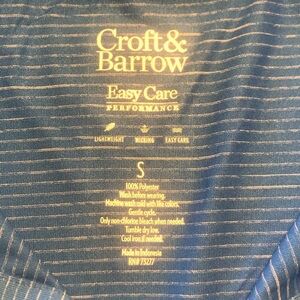 Croft&
Barrow
Easy Care
PERFORMANCE
LIGHTWEIGHT WICKING EASY CARE
S
100% Polyester
Wash before wearing.
Machine wash cold with like colors.
Gentle cycle.
Only non-chlorine bleach when needed.
Tumble dry low.
Cool iron if needed.
Made in Indonesia
RN# 73277